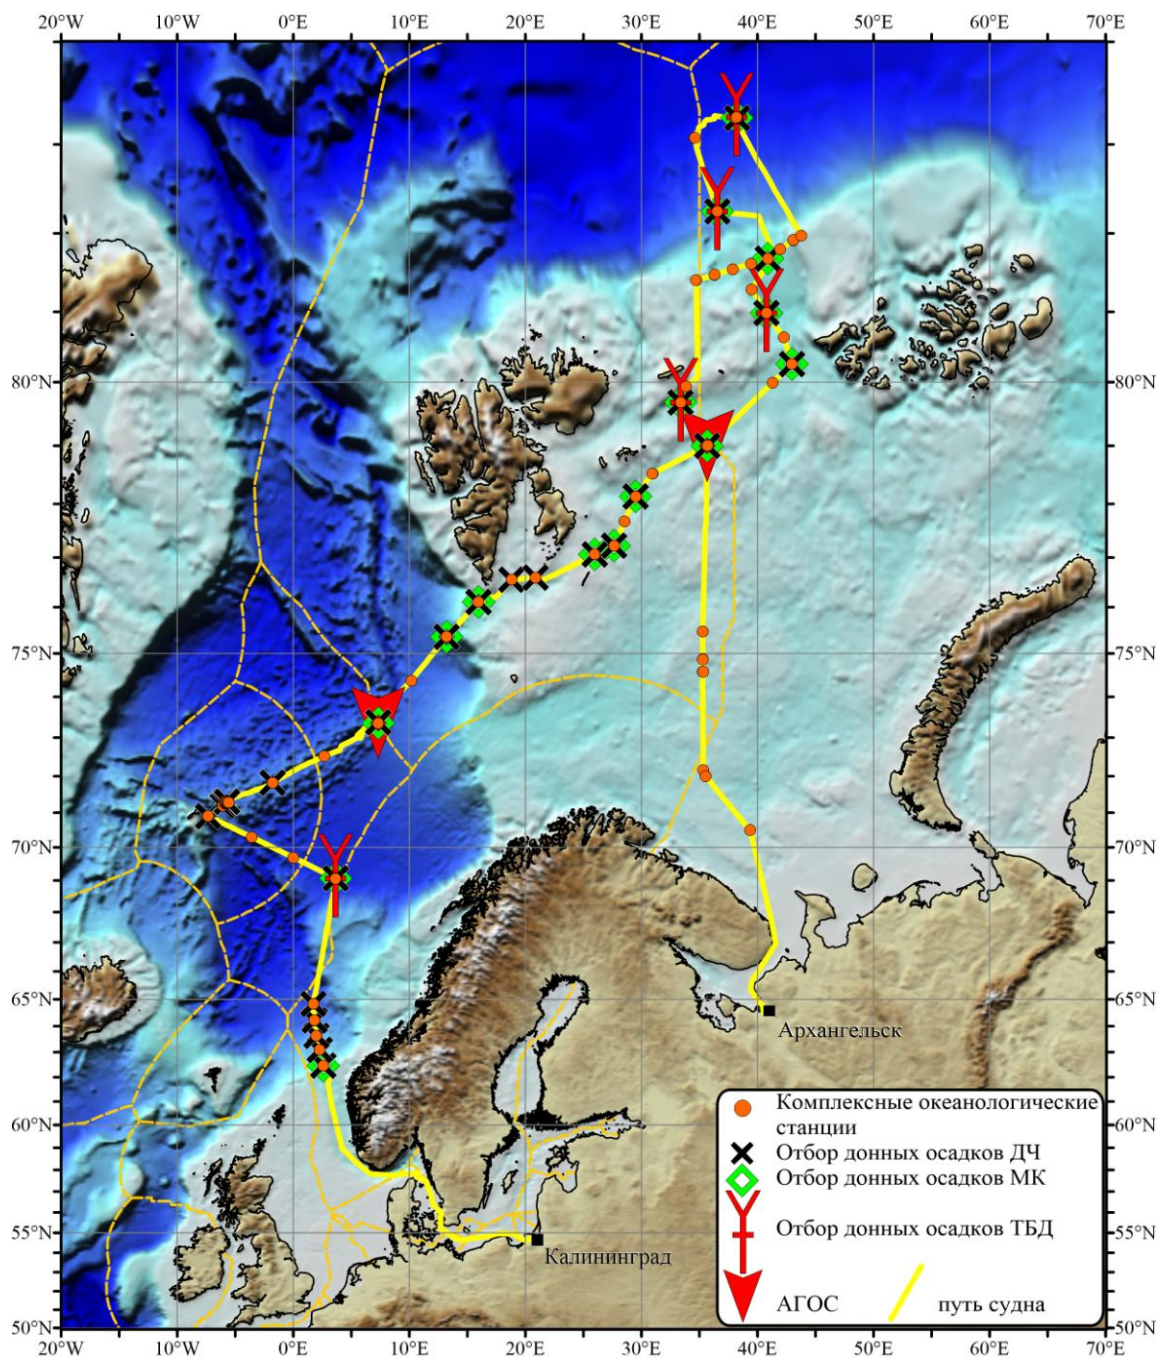 20°W 10°W 0°E 10°E 20°E 30°E 40°E 50°E 60°E 70°E
80°N 80°N
75°N 75°N
70°N 70°N
65°N 65°N
Архангельск
Комплексные океанологические
станции
60°N 60°N
Отбор донных осадков ДЧ
Отбор донных осадков МК
Отбор донных осадков ТБД
55°N 55°N
Калининград
АГОС путь судна
50°N 50°N
20°W 10°W 0°E 10°E 20°E 30°E 40°E 50°E 60°E 70°E